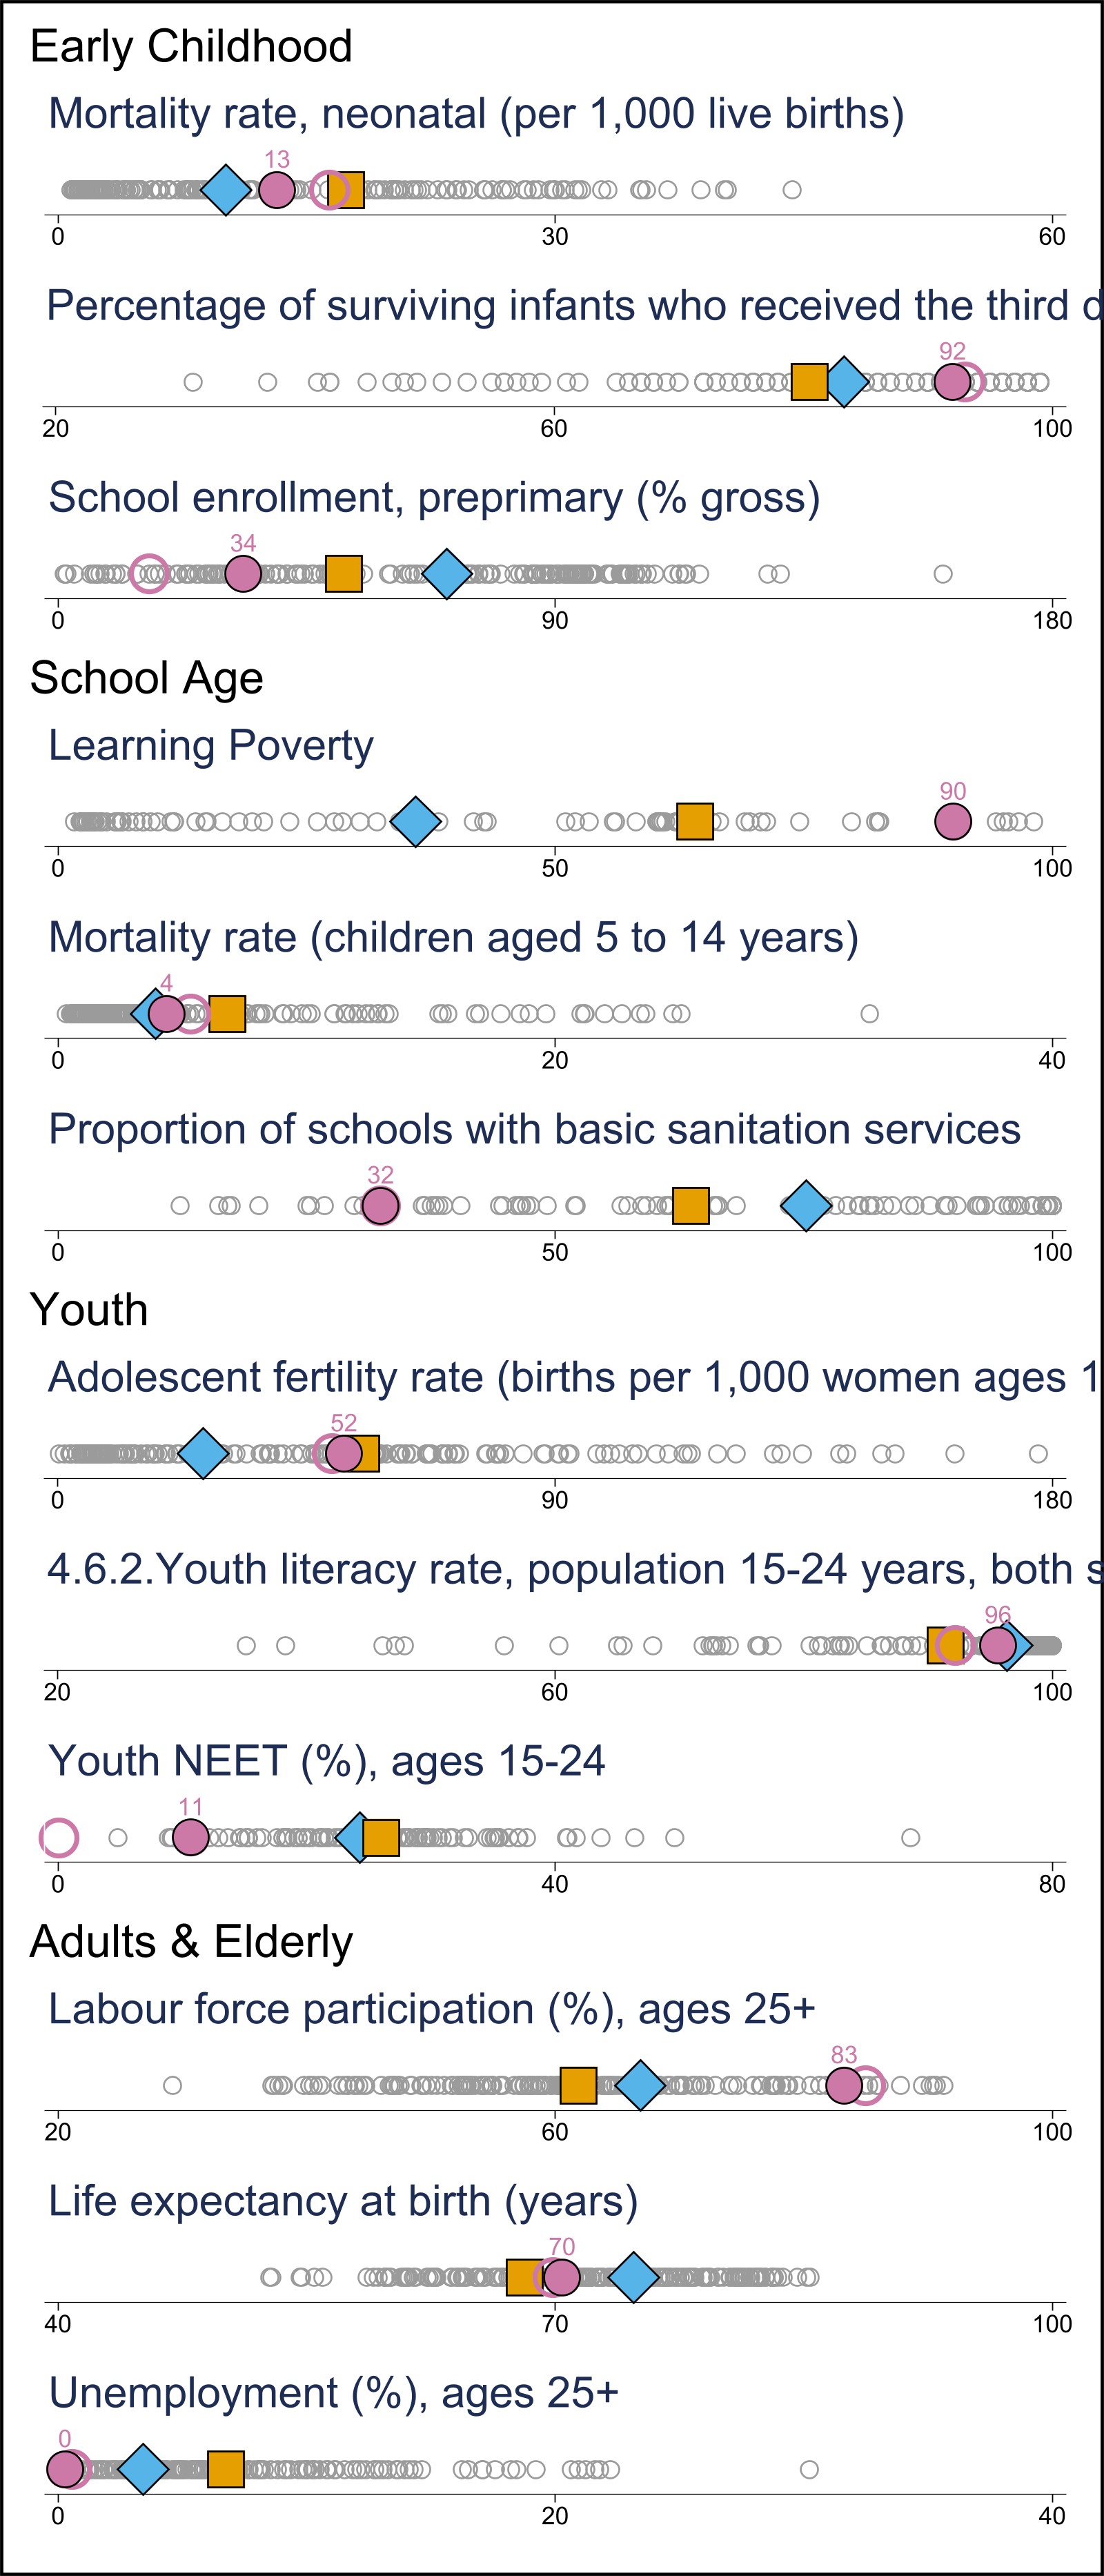 Early Childhood
Mortality rate, neonatal (per 1,000 live births)
13
0 30 60
Percentage of surviving infants who received the third d
92
20 60 100
School enrollment, preprimary (% gross)
34
0 90 180
School Age
Learning Poverty
90
0 50 100
Mortality rate (children aged 5 to 14 years)
4
0 20 40
Proportion of schools with basic sanitation services
32
0 50 100
Youth
Adolescent fertility rate (births per 1,000 women ages 1
52
0 90 180
4.6.2.Youth literacy rate, population 15-24 years, both s
96
20 60 100
Youth NEET (%), ages 15-24
11
0 40 80
Adults & Elderly
Labour force participation (%), ages 25+
83
20 60 100
Life expectancy at birth (years)
70
40 70 100
Unemployment (%), ages 25+
0
0 20 40